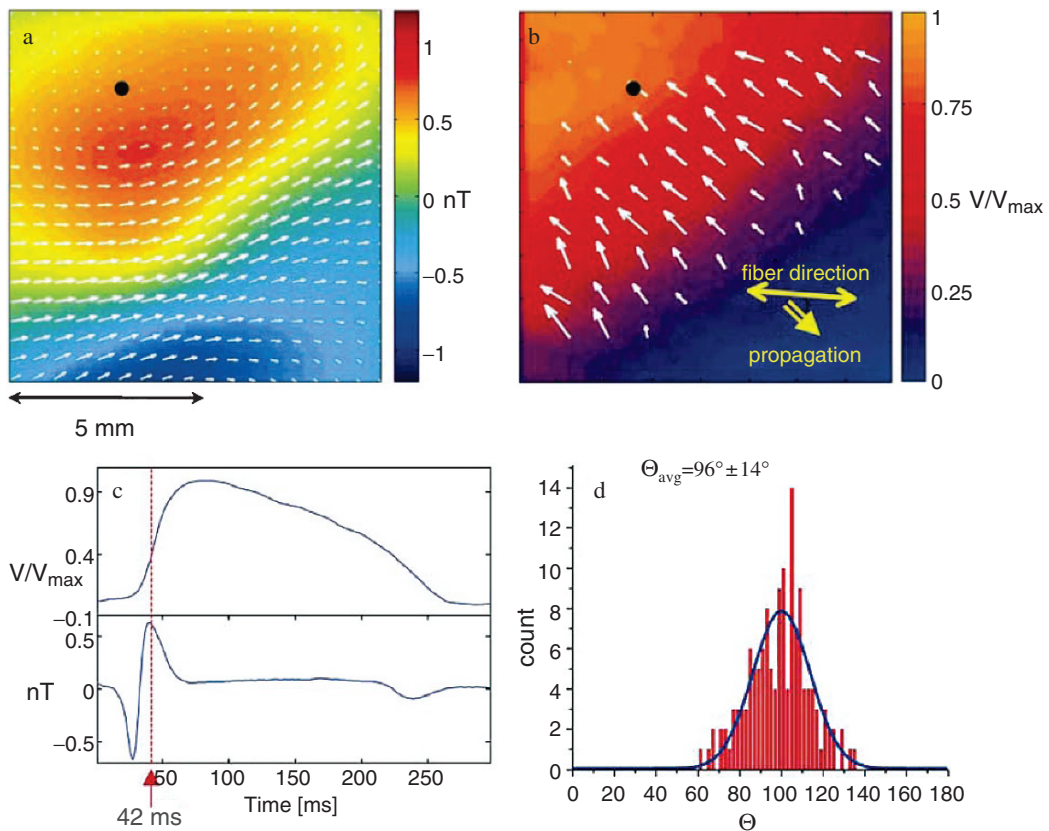 a
1
0.5
0 nT
−0.5
−1
5 mm
b
fiber direction
propagation
1
0.75
0.5
0.25
0
V/Vmax
c
0.9
0.4
−0.1
V/Vmax
0.5
0
−0.5
nT
50 100 150 200 250
Time [ms]
42 ms
d
Θavg=96°±14°
14
12
10
8
6
4
2
0
count
0 20 40 60 80 100 120 140 160 180
Θ